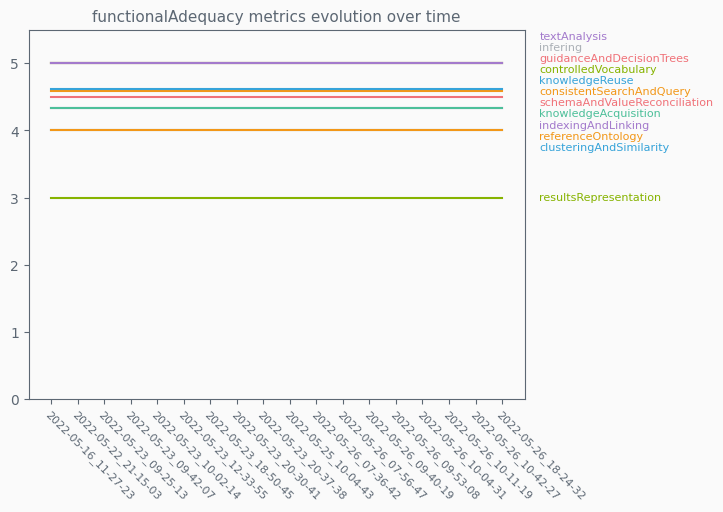 functionalAdequacy metrics evolution over time
5
4
3
2
1
0
textAnalysis
infering
guidanceAndDecisionTrees
controlledVocabulary
knowledgeReuse
consistentSearchAndQuery
schemaAndValueReconciliation
knowledgeAcquisition
indexingAndLinking
referenceOntology
clusteringAndSimilarity
resultsRepresentation
2022-05-16_11-27-23
2022-05-22_21-15-03
2022-05-23_09-25-13
2022-05-23_09-42-07
2022-05-23_10-02-14
2022-05-23_12-33-55
2022-05-23_18-50-45
2022-05-23_20-30-41
2022-05-23_20-37-38
2022-05-25_10-04-43
2022-05-26_07-36-42
2022-05-26_07-56-47
2022-05-26_09-40-19
2022-05-26_09-53-08
2022-05-26_10-04-31
2022-05-26_10-11-19
2022-05-26_10-42-27
2022-05-26_18-24-32